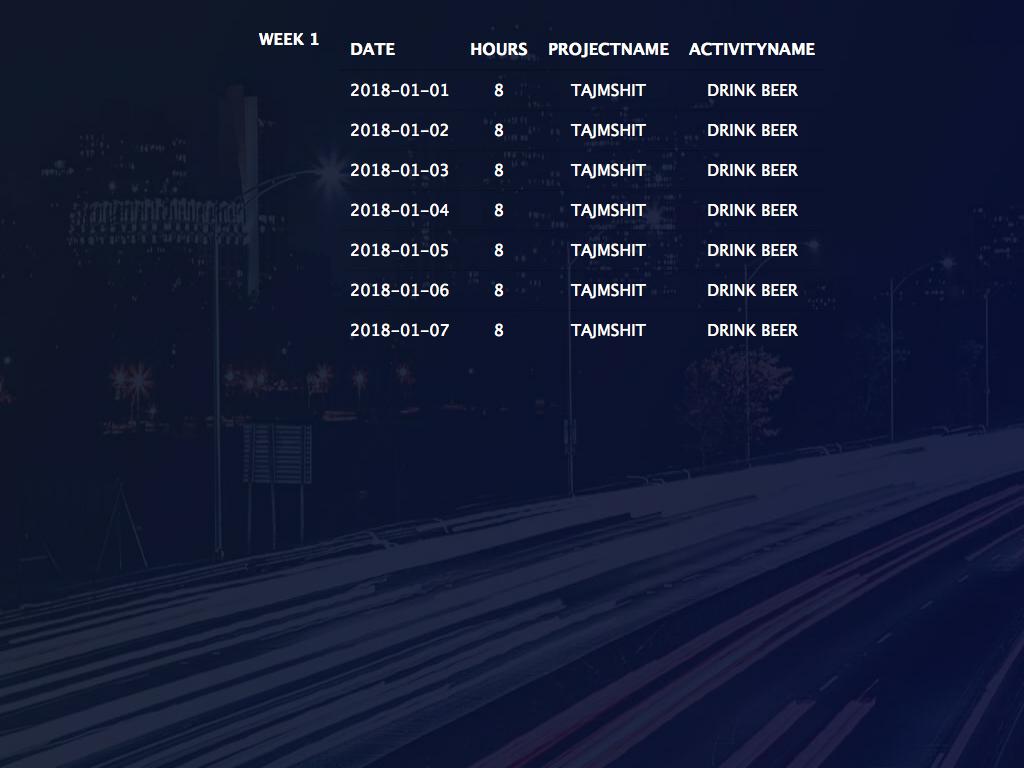 WEEK 1
DATE HOURS PROJECTNAME ACTIVITYNAME
2018-01-01 8 TAJMSHIT DRINK BEER
2018-01-02 8 TAJMSHIT DRINK BEER
2018-01-03 8 TAJMSHIT DRINK BEER
2018-01-04 8 TAJMSHIT DRINK BEER
2018-01-05 8 TAJMSHIT DRINK BEER
2018-01-06 8 TAJMSHIT DRINK BEER
2018-01-07 8 TAJMSHIT DRINK BEER